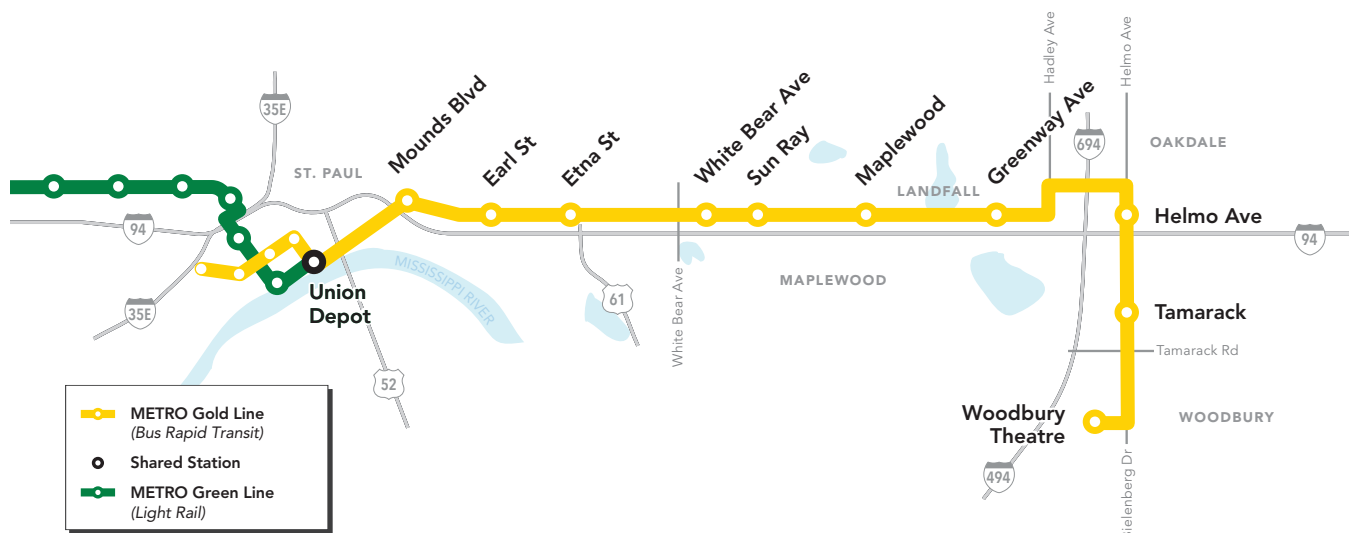 35E
Mounds Blvd
Earl St
Etna St
White Bear Ave
Sun Ray
Maplewood
Greenway Ave
Hadley Ave
Helmo Ave
694
OAKDALE
ST. PAUL
LANDFALL
Helmo Ave
94
94
MISSISSIPPI RIVER
MAPLEWOOD
Union
Depot
35E
61
White Bear Ave
Tamarack
Tamarack Rd
52
Woodbury
Theatre
WOODBURY
494
Bielenberg Dr
METRO Gold Line
(Bus Rapid Transit)
Shared Station
METRO Green Line
(Light Rail)